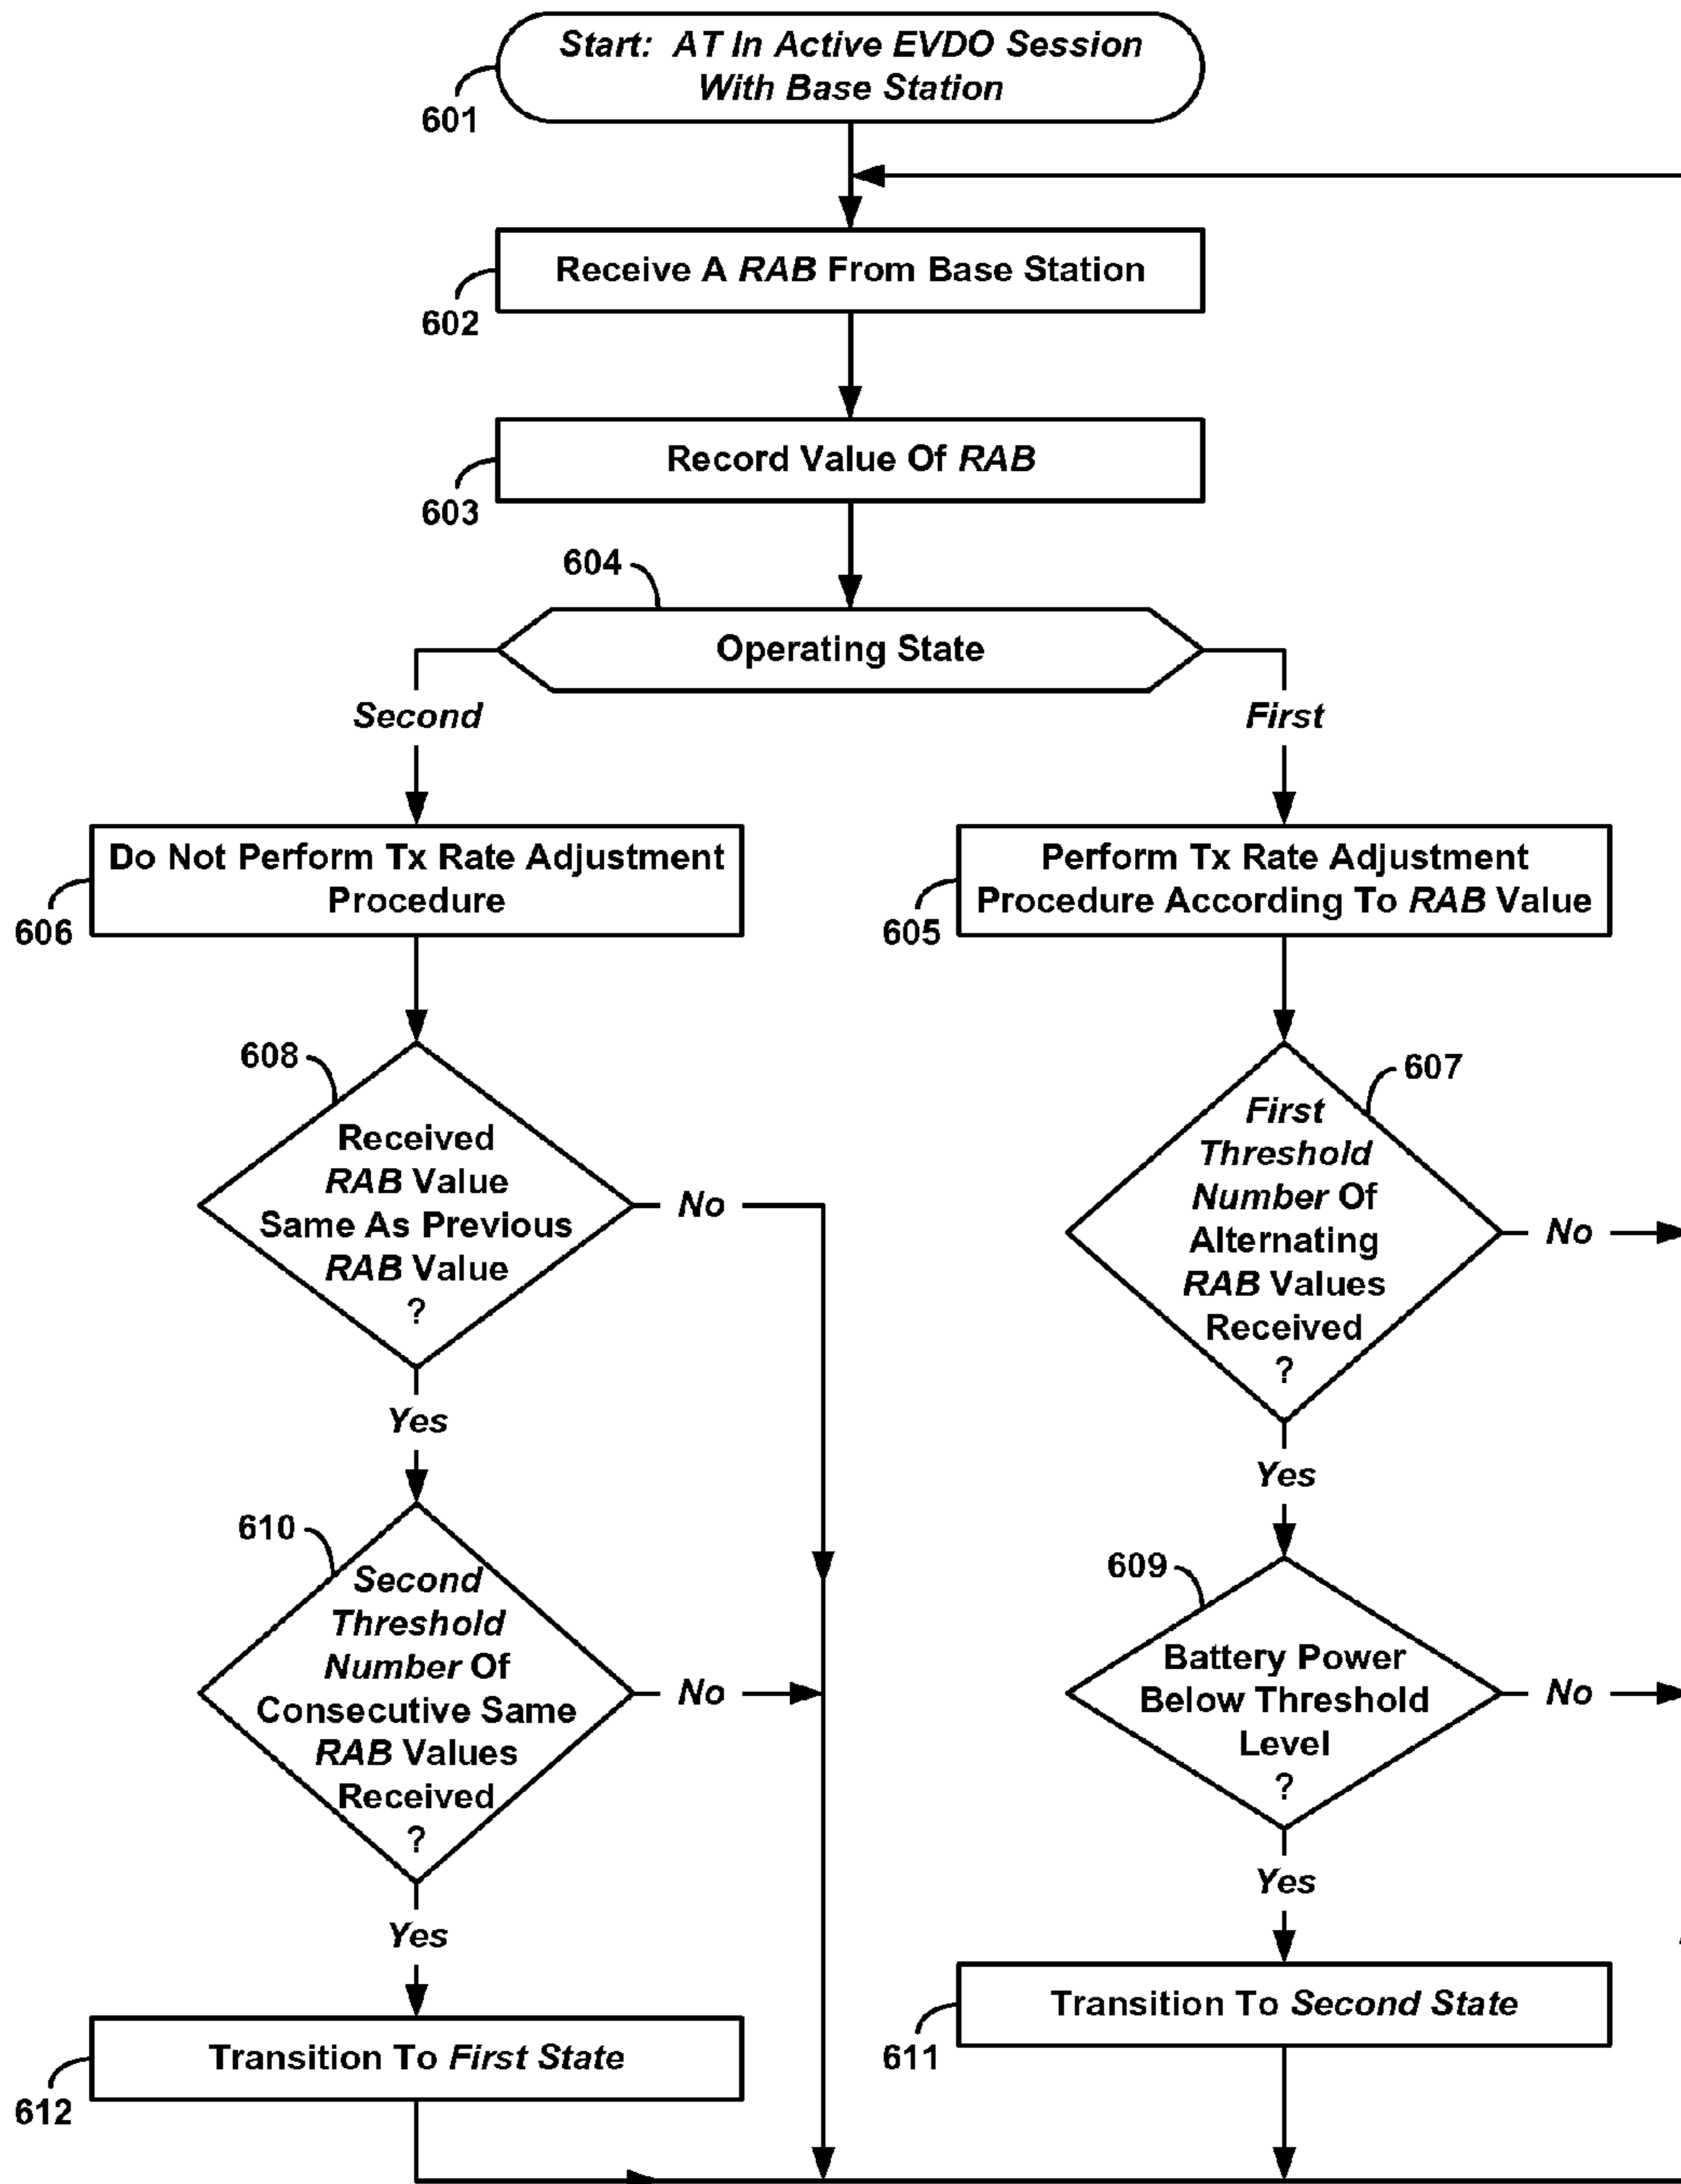 Start: AT In Active EVDO Session
With Base Station
601
Receive A RAB From Base Station
602
Record Value Of RAB
603
604
Operating State
Second
First
Do Not Perform Tx Rate Adjustment
Procedure
606
Perform Tx Rate Adjustment
Procedure According To RAB Value
605
608
Received
RAB Value
Same As Previous
RAB Value
?
No
Yes
607
First
Threshold
Number Of
Alternating
RAB Values
Received
?
No
Yes
610
Second
Threshold
Number Of
Consecutive Same
RAB Values
Received
?
No
Yes
609
Battery Power
Below Threshold
Level
?
No
Yes
Transition To Second State
611
Transition To First State
612